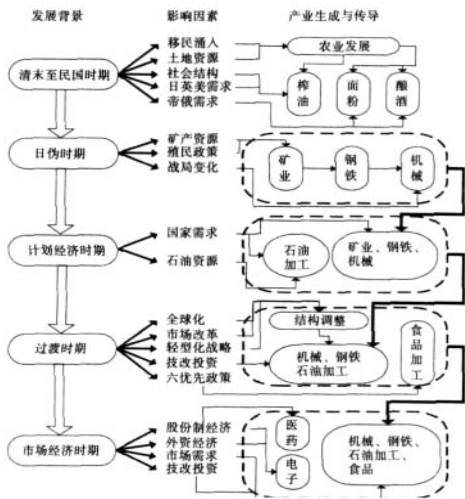 发展背景 影响因素 产业生成与传导
清末至民国时期
移民涌入
土地资源
社会结构
日英美需求
帝俄需求
农业发展
榨油
面粉
酿酒
日伪时期
矿产资源
殖民政策
战局变化
矿业
钢铁
机械
计划经济时期
国家需求
石油资源
石油
加工
矿业、钢铁、
机械
过渡时期
全球化
市场改革
轻型化战略
技改投资
六优先政策
结构调整
机械、钢铁
石油加工
食品加工
市场经济时期
股份制经济
外资经济
市场需求
技改投资
医药
电子
机械、钢铁、
石油加工、
食品